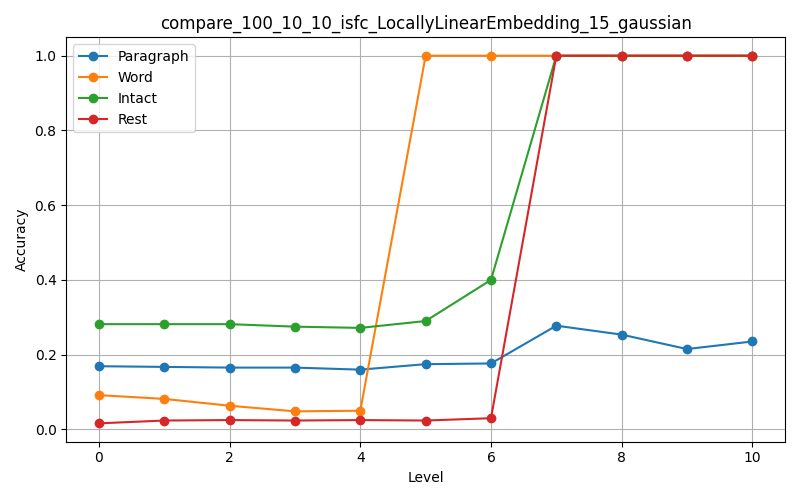 compare_100_10_10_isfc_LocallyLinearEmbedding_15_gaussian
Paragraph
Word
Intact
Rest
1.0
0.8
0.6
0.4
0.2
0.0
Accuracy
0 2 4 6 8 10
Level